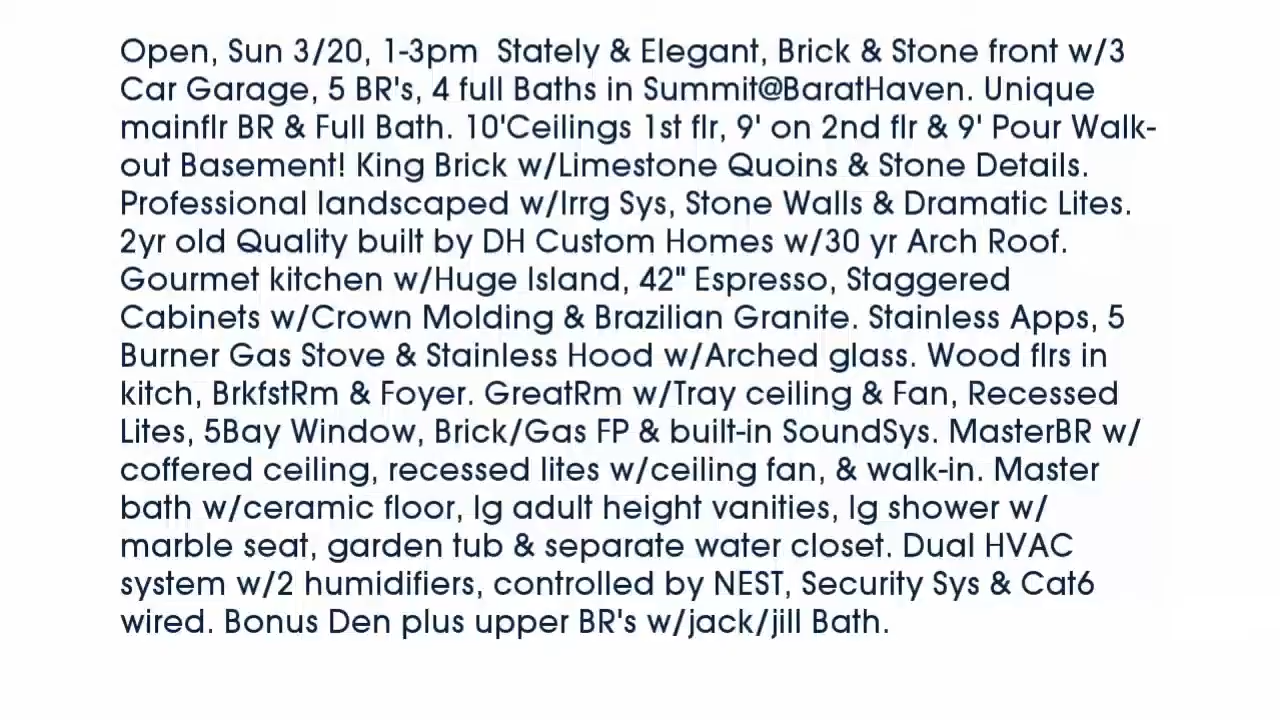 Open, Sun 3/20, 1-3pm  Stately & Elegant, Brick & Stone front w/3
Car Garage, 5 BR's, 4 full Baths in Summit@BaratHaven. Unique
mainflr BR & Full Bath. 10'Ceilings 1st flr, 9' on 2nd flr & 9' Pour Walk-
out Basement! King Brick w/Limestone Quoins & Stone Details.
Professional landscaped w/Irrg Sys, Stone Walls & Dramatic Lites.
2yr old Quality built by DH Custom Homes w/30 yr Arch Roof.
Gourmet kitchen w/Huge Island, 42" Espresso, Staggered
Cabinets w/Crown Molding & Brazilian Granite. Stainless Apps, 5
Burner Gas Stove & Stainless Hood w/Arched glass. Wood flrs in
kitch, BrkfstRm & Foyer. GreatRm w/Tray ceiling & Fan, Recessed
Lites, 5Bay Window, Brick/Gas FP & built-in SoundSys. MasterBR w/
coffered ceiling, recessed lites w/ceiling fan, & walk-in. Master
bath w/ceramic floor, lg adult height vanities, lg shower w/
marble seat, garden tub & separate water closet. Dual HVAC
system w/2 humidifiers, controlled by NEST, Security Sys & Cat6
wired. Bonus Den plus upper BR's w/jack/jill Bath.